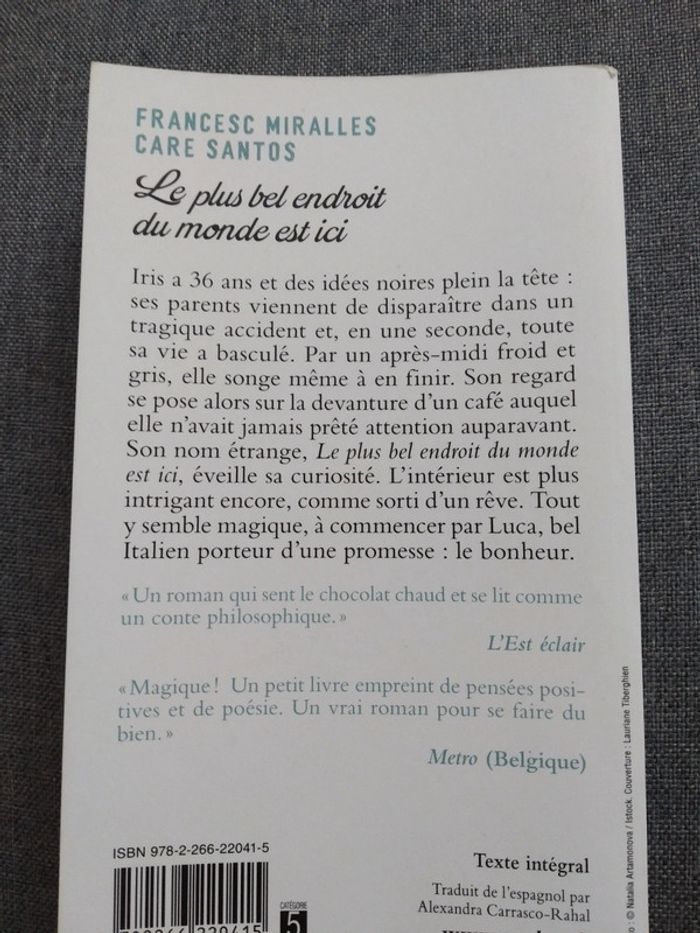 FRANCESC MIRALLES
CARE SANTOS
Le plus bel endroit
du monde est ici
Iris a 36 ans et des idées noires plein la tête :
ses parents viennent de disparaître dans un
tragique accident et, en une seconde, toute
sa vie a basculé. Par un après-midi froid et
gris, elle songe même à en finir. Son regard
se pose alors sur la devanture d'un café auquel
elle n'avait jamais prêté attention auparavant.
Son nom étrange, Le plus bel endroit du monde
est ici, éveille sa curiosité. L'intérieur est plus
intrigant encore, comme sorti d'un rêve. Tout
y semble magique, à commencer par Luca, bel
Italien porteur d'une promesse : le bonheur.
« Un roman qui sent le chocolat chaud et se lit comme
un conte philosophique. »
L'Est éclair
« Magique ! Un petit livre empreint de pensées posi-
tives et de poésie. Un vrai roman pour se faire du
bien. »
Metro (Belgique)
ISBN 978-2-266-22041-5
CATÉGORIE
5
Texte intégral
Traduit de l'espagnol par
Alexandra Carrasco-Rahal
: © Natalia Artamonova / Istock. Couverture : Lauriane Tiberghien